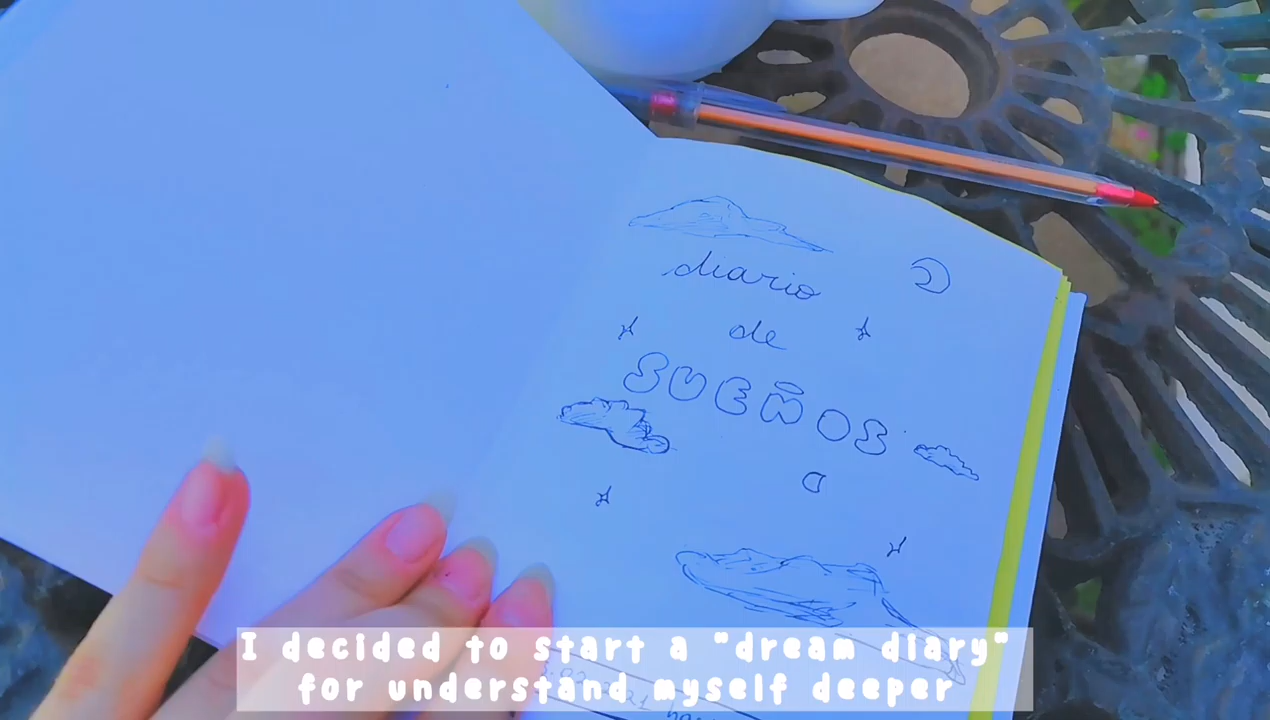 diario
de
SUEÑOS
I decided to start a "dream diary"
for understand myself deeper